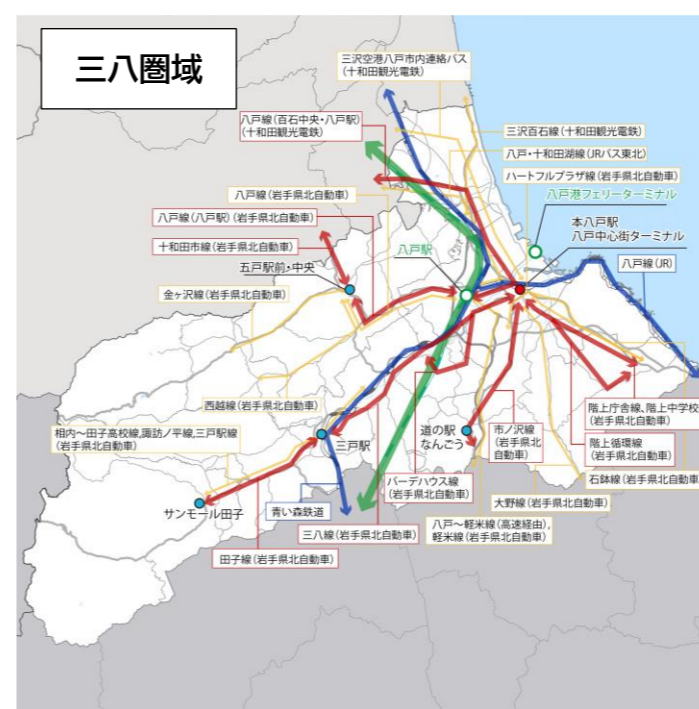 三八圏域
三沢空港八戸市内連絡バス
(十和田観光電鉄)
八戸線(百石中央・八戸駅)
(十和田観光電鉄)
三沢百石線(十和田観光電鉄)
八戸・十和田湖線(JRバス東北)
ハートフルプラザ線(岩手県北自動車)
八戸港フェリーターミナル
八戸線(岩手県北自動車)
八戸線(八戸駅)(岩手県北自動車)
本八戸駅
八戸中心街ターミナル
十和田市線(岩手県北自動車)
八戸駅
五戸駅前・中央
八戸線(JR)
金ヶ沢線(岩手県北自動車)
西越線(岩手県北自動車)
階上庁舎線、階上中学校
(岩手県北自動車)
相内~田子高校線,諏訪ノ平線,三戸駅線
(岩手県北自動車)
三戸駅
道の駅
なんごう
市ノ沢線
(岩手県北
自動車)
階上循環線
(岩手県北自動車)
バーデハウス線
(岩手県北自動車)
石鉢線(岩手県北自動車
サンモール田子
青い森鉄道
大野線(岩手県北自動車)
三八線(岩手県北自動車)
八戸~軽米線(高速経由),
軽米線(岩手県北自動車)
田子線(岩手県北自動車)